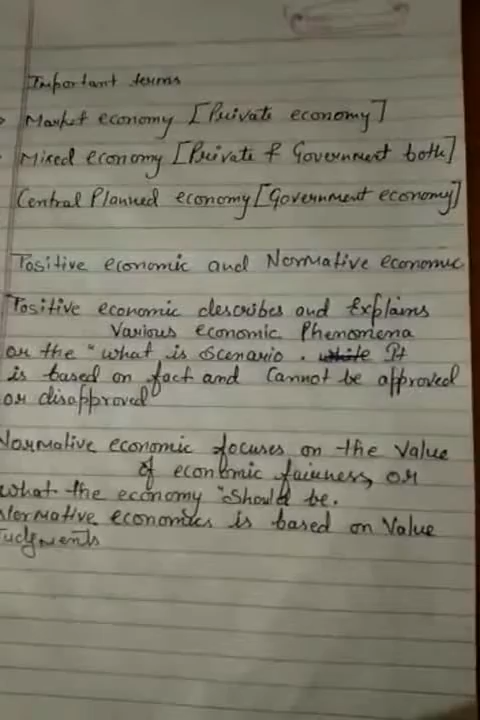 Important terms
Market economy [Private economy]
Mixed economy [Private & Government both]
Central Planned economy [Government economy]
Positive economic and Normative economic
Positive economic describes and Explains
Various economic Phenomena
or the "what is scenario. It
is based on fact and cannot be approved
or disapproved
Normative economic focuses on the Value
of economic fairness, or
what the economy "should be.
Normative economics is based on Value
Judgments